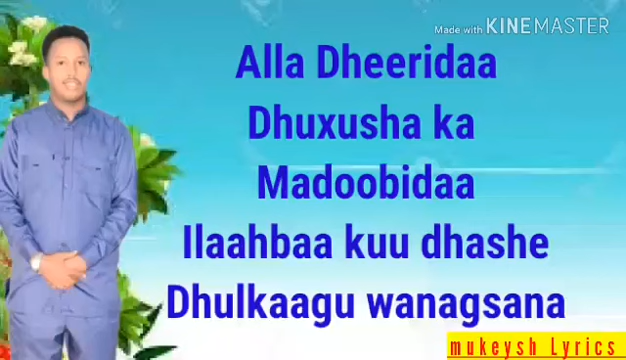 Made with KINEMASTER
Alla Dheeridaa
Dhuxusha ka
Madoobidaa
Ilaahbaa kuu dhashe
Dhulkaagu wanagsana
mukeysh Lyrics